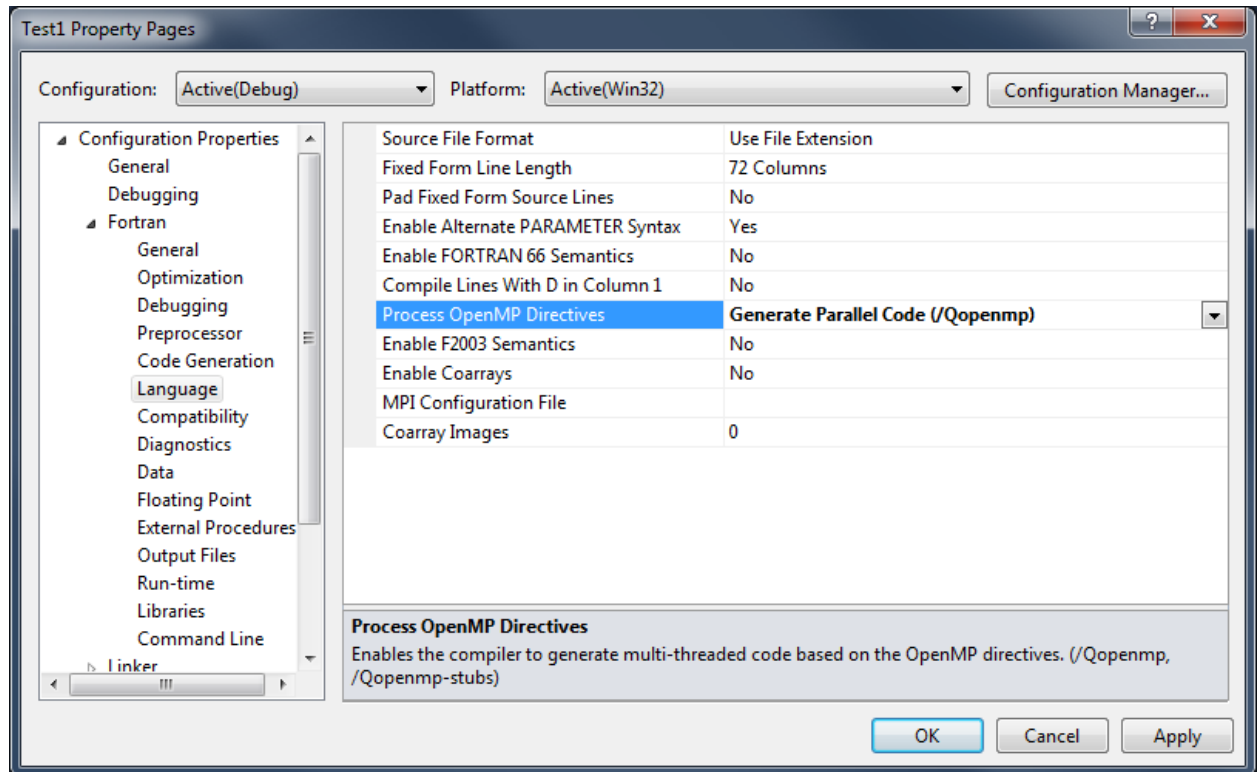 Test1 Property Pages
?
X
Configuration: Active(Debug) Platform: Active(Win32) Configuration Manager...
Configuration Properties
General
Debugging
Fortran
General
Optimization
Debugging
Preprocessor
Code Generation
Language
Compatibility
Diagnostics
Data
Floating Point
External Procedures
Output Files
Run-time
Libraries
Command Line
Linker
Source File Format Use File Extension
Fixed Form Line Length 72 Columns
Pad Fixed Form Source Lines No
Enable Alternate PARAMETER Syntax Yes
Enable FORTRAN 66 Semantics No
Compile Lines With D in Column 1 No
Process OpenMP Directives Generate Parallel Code (/Qopenmp)
Enable F2003 Semantics No
Enable Coarrays No
MPI Configuration File
Coarray Images 0
Process OpenMP Directives
Enables the compiler to generate multi-threaded code based on the OpenMP directives. (/Qopenmp,
/Qopenmp-stubs)
OK Cancel Apply